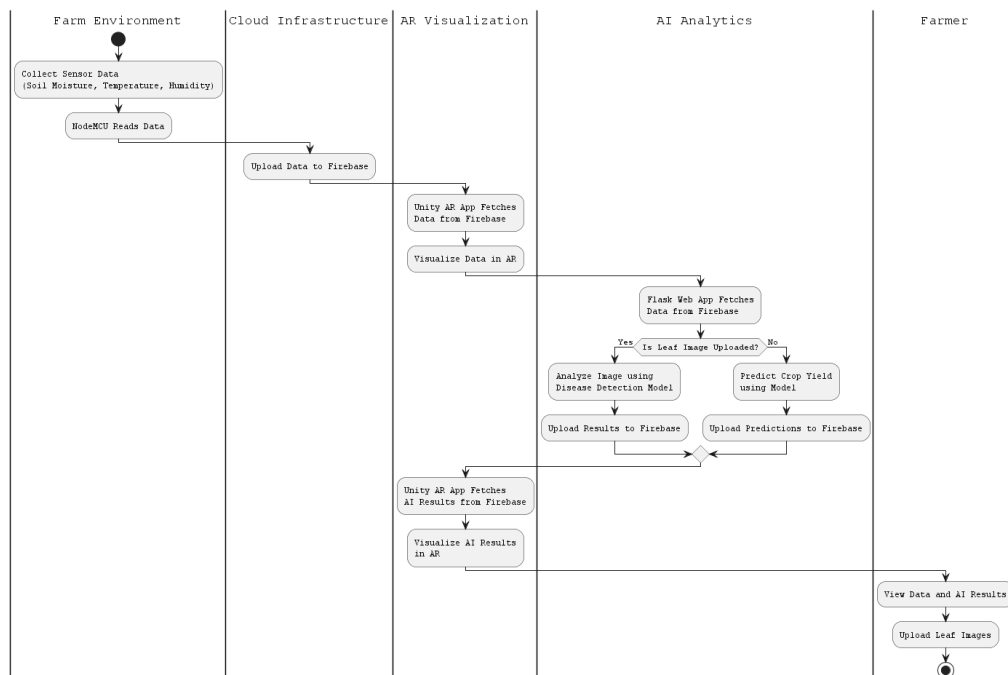 Farm Environment
Cloud Infrastructure
AR Visualization
AI Analytics
Farmer
Collect Sensor Data
(Soil Moisture, Temperature, Humidity)
NodeMCU Reads Data
Upload Data to Firebase
Unity AR App Fetches
Data from Firebase
Visualize Data in AR
Flask Web App Fetches
Data from Firebase
Yes
Is Leaf Image Uploaded?
No
Analyze Image using
Disease Detection Model
Predict Crop Yield
using Model
Upload Results to Firebase
Upload Predictions to Firebase
Unity AR App Fetches
AI Results from Firebase
Visualize AI Results
in AR
View Data and AI Results
Upload Leaf Images